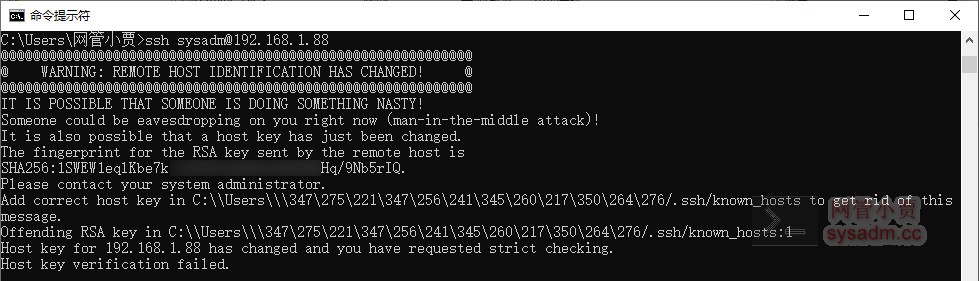 命令提示符
C:\Users\网管小贾>ssh sysadm@192.168.1.88
@@@@@@@@@@@@@@@@@@@@@@@@@@@@@@@@@@@@@@@@@@@@@@@@@@@@@@@@@@@
@    WARNING: REMOTE HOST IDENTIFICATION HAS CHANGED!     @
@@@@@@@@@@@@@@@@@@@@@@@@@@@@@@@@@@@@@@@@@@@@@@@@@@@@@@@@@@@
IT IS POSSIBLE THAT SOMEONE IS DOING SOMETHING NASTY!
Someone could be eavesdropping on you right now (man-in-the-middle attack)!
It is also possible that a host key has just been changed.
The fingerprint for the RSA key sent by the remote host is
SHA256:1SWEW1eq1Kbe7k Hq/9Nb5rIQ.
Please contact your system administrator.
Add correct host key in C:\\Users\\\347\275\221\347\256\241\345\260\217\350\264\276/.ssh/known_hosts to get rid of this
message.
Offending RSA key in C:\\Users\\\347\275\221\347\256\241\345\260\217\350\264\276/.ssh/known_hosts:1
Host key for 192.168.1.88 has changed and you have requested strict checking.
Host key verification failed.
网管小贾
sysadm.cc